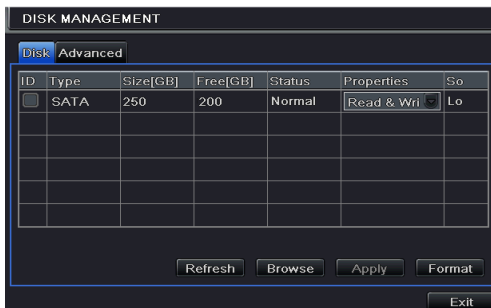 DISK MANAGEMENT
Disk Advanced
ID Type Size[GB] Free[GB] Status Properties So
SATA 250 200 Normal Read & Wri Lo
Refresh Browse Apply Format
Exit